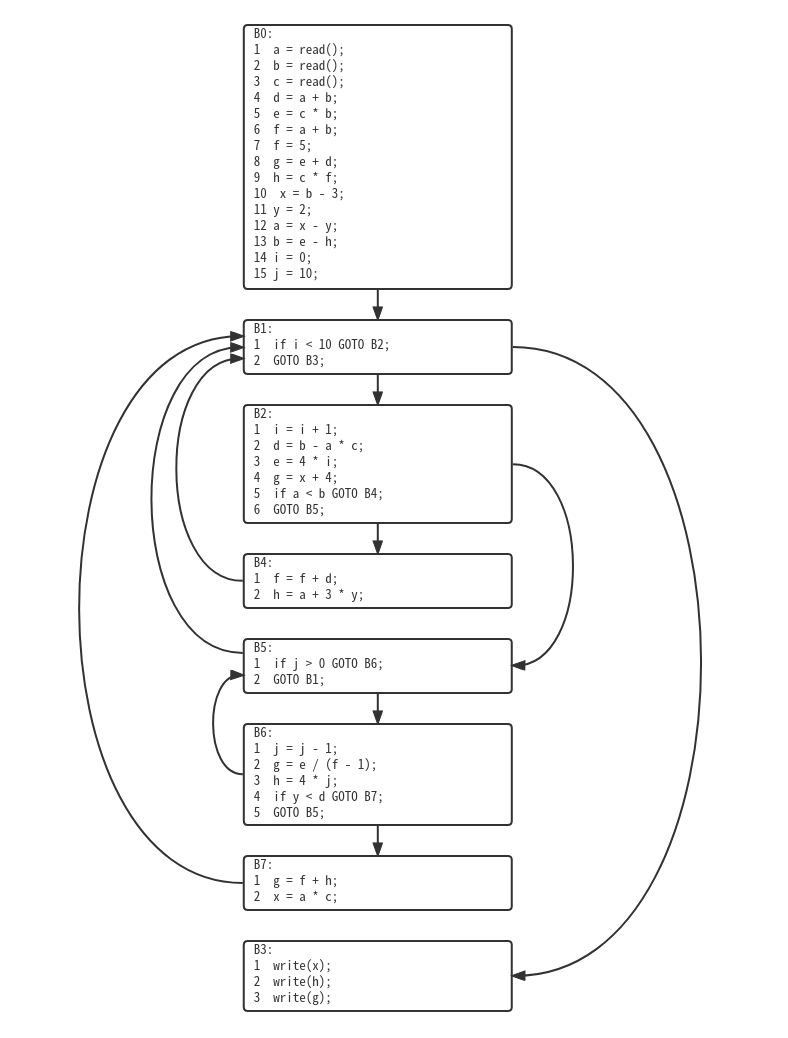 B0:
1 a = read();
2 b = read();
3 c = read();
4 d = a + b;
5 e = c * b;
6 f = a + b;
7 f = 5;
8 g = e + d;
9 h = c * f;
10 x = b - 3;
11 y = 2;
12 a = x - y;
13 b = e - h;
14 i = 0;
15 j = 10;
B1:
1 if i < 10 GOTO B2;
2 GOTO B3;
B2:
1 i = i + 1;
2 d = b - a * c;
3 e = 4 * i;
4 g = x + 4;
5 if a < b GOTO B4;
6 GOTO B5;
B4:
1 f = f + d;
2 h = a + 3 * y;
B5:
1 if j > 0 GOTO B6;
2 GOTO B1;
B6:
1 j = j - 1;
2 g = e / (f - 1);
3 h = 4 * j;
4 if y < d GOTO B7;
5 GOTO B5;
B7:
1 g = f + h;
2 x = a * c;
B3:
1 write(x);
2 write(h);
3 write(g);